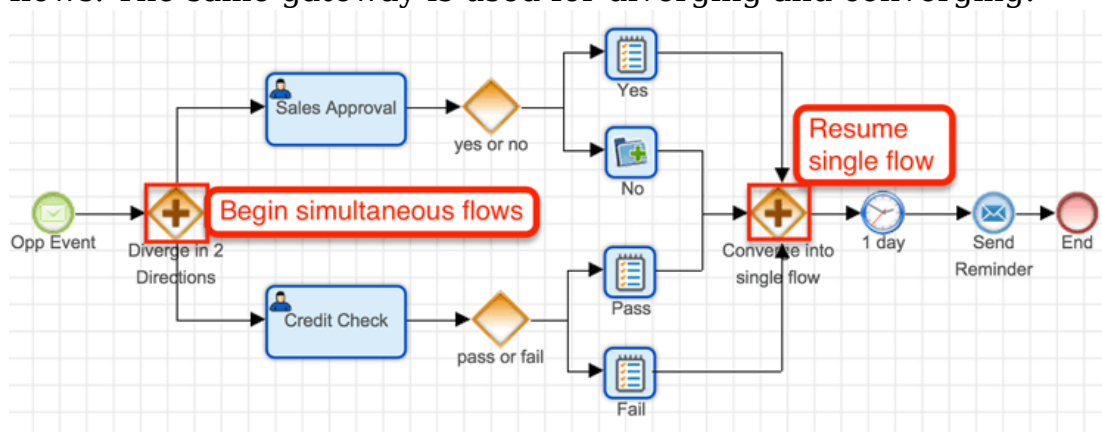 flows. The same gateway is used for diverging and converging.
Yes
Sales Approval
yes or no
Resume
single flow
No
Begin simultaneous flows
Opp Event
Diverge in 2
Directions
Converge into
single flow
1 day
Send
Reminder
End
Pass
Credit Check
pass or fail
Fail